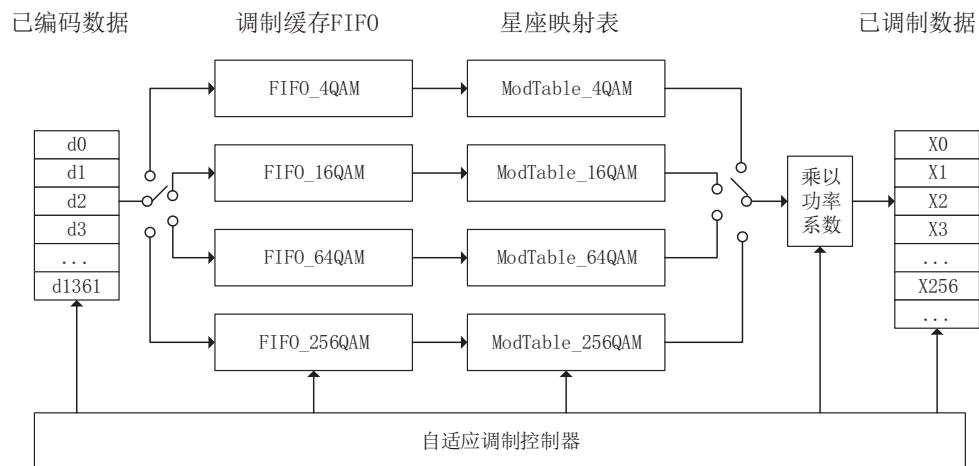 已编码数据
调制缓存FIFO
星座映射表
已调制数据
FIFO_4QAM
ModTable_4QAM
d0
d1
d2
d3
...
d1361
FIFO_16QAM
ModTable_16QAM
FIFO_64QAM
ModTable_64QAM
FIFO_256QAM
ModTable_256QAM
乘以
功率
系数
X0
X1
X2
X3
...
X256
...
自适应调制控制器